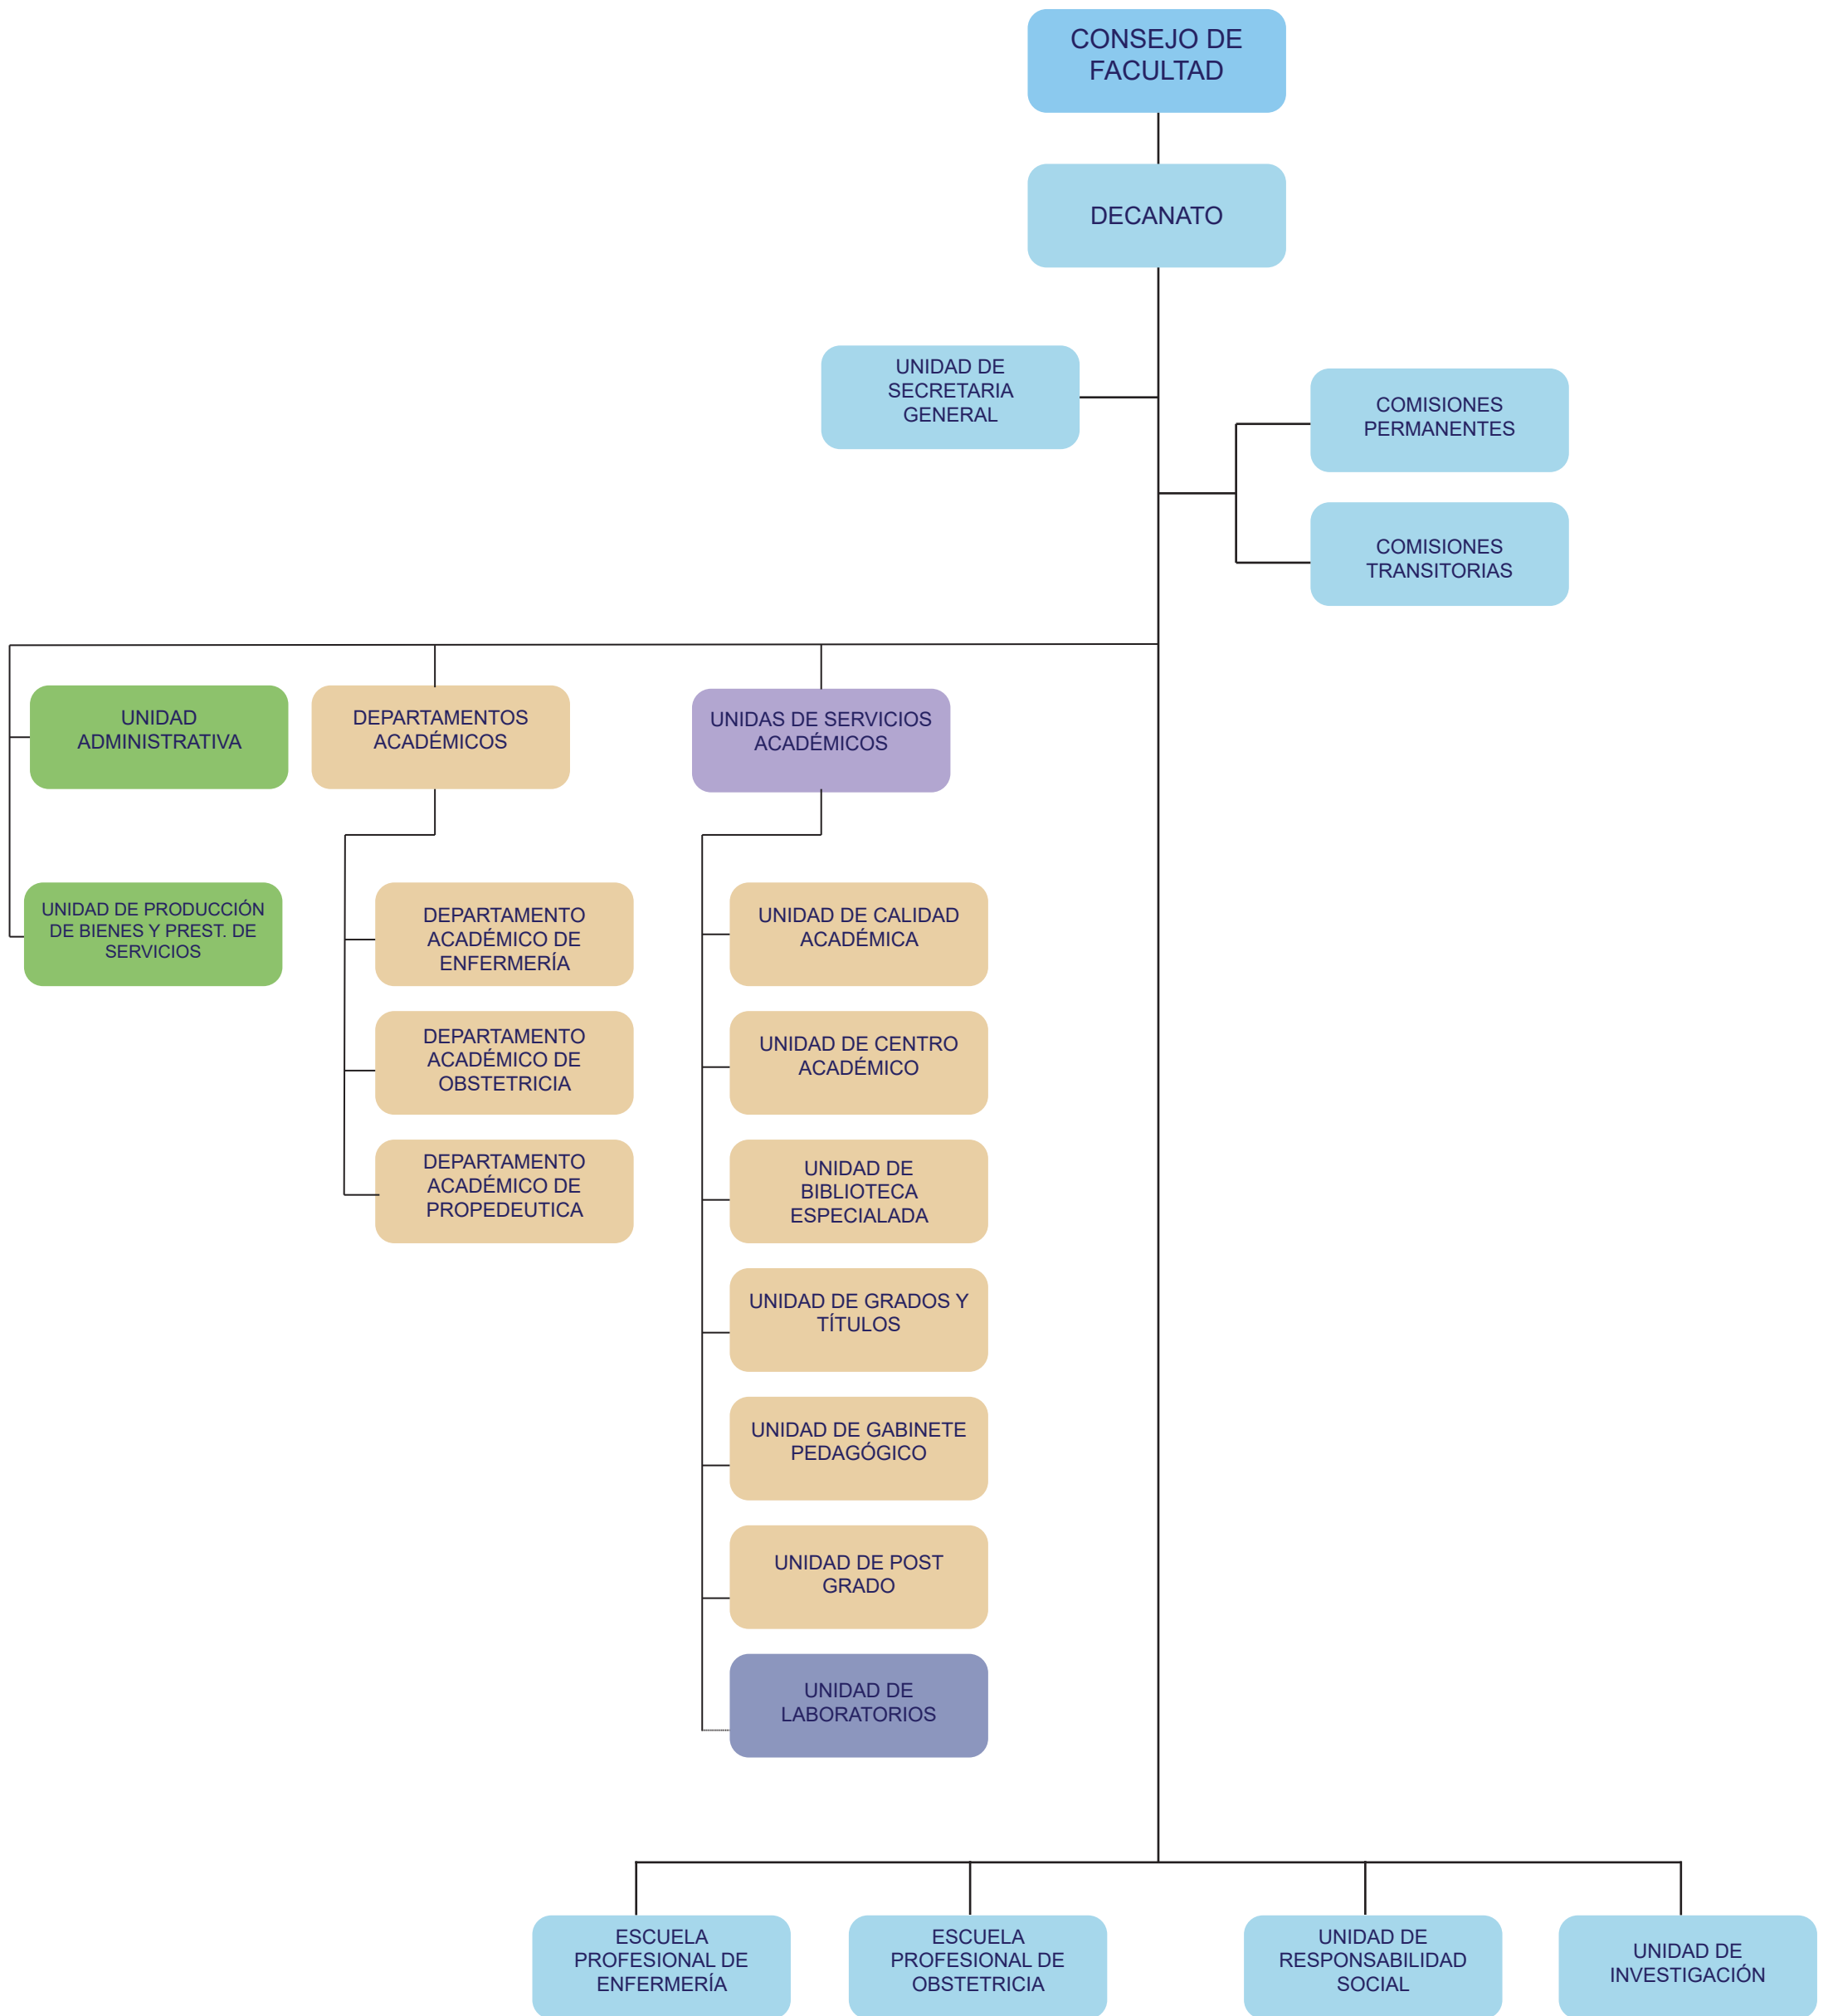 CONSEJO DE
FACULTAD
DECANATO
UNIDAD DE
SECRETARIA
GENERAL
COMISIONES
PERMANENTES
COMISIONES
TRANSITORIAS
UNIDAD
ADMINISTRATIVA
DEPARTAMENTOS
ACADÉMICOS
UNIDAS DE SERVICIOS
ACADÉMICOS
UNIDAD DE PRODUCCIÓN
DE BIENES Y PREST. DE
SERVICIOS
DEPARTAMENTO
ACADÉMICO DE
ENFERMERÍA
DEPARTAMENTO
ACADÉMICO DE
OBSTETRICIA
DEPARTAMENTO
ACADÉMICO DE
PROPEDEUTICA
UNIDAD DE CALIDAD
ACADÉMICA
UNIDAD DE CENTRO
ACADÉMICO
UNIDAD DE
BIBLIOTECA
ESPECIALADA
UNIDAD DE GRADOS Y
TÍTULOS
UNIDAD DE GABINETE
PEDAGÓGICO
UNIDAD DE POST
GRADO
UNIDAD DE
LABORATORIOS
ESCUELA
PROFESIONAL DE
ENFERMERÍA
ESCUELA
PROFESIONAL DE
OBSTETRICIA
UNIDAD DE
RESPONSABILIDAD
SOCIAL
UNIDAD DE
INVESTIGACIÓN